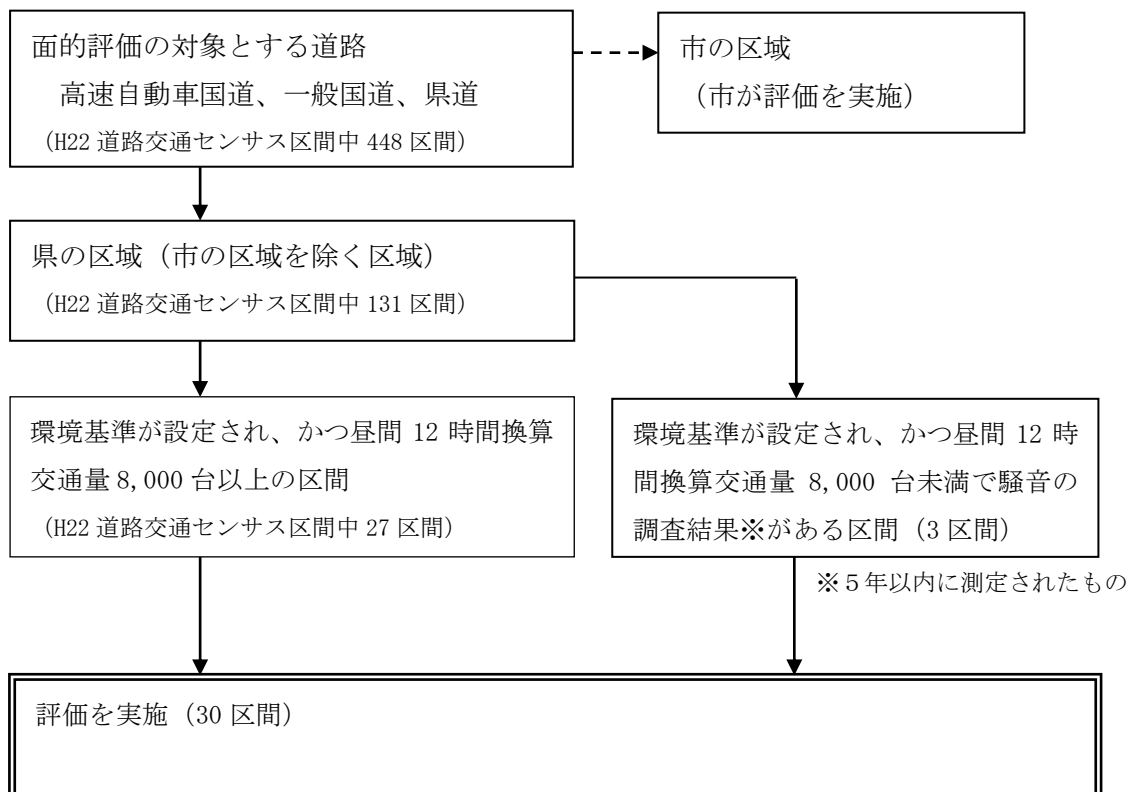 面的評価の対象とする道路
高速自動車国道、一般国道、県道
（H22 道路交通センサス区間中 448 区間）
市の区域
（市が評価を実施）
県の区域（市の区域を除く区域）
（H22 道路交通センサス区間中 131 区間）
環境基準が設定され、かつ昼間 12 時間換算
交通量 8,000 台以上の区間
（H22 道路交通センサス区間中 27 区間）
環境基準が設定され、かつ昼間 12 時
間換算交通量 8,000 台未満で騒音の
調査結果※がある区間（3 区間）
※５年以内に測定されたもの
評価を実施（30 区間）